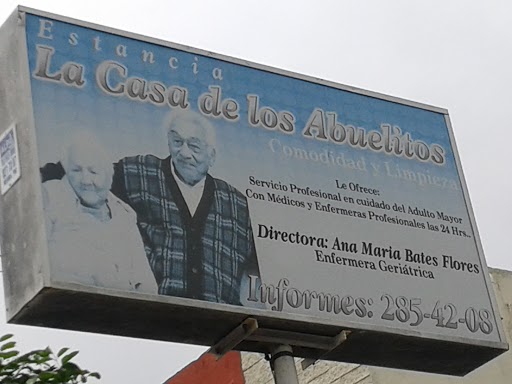 Estancia
La Casa de los Abuelitos
Comodidad y Limpieza
Le Ofrece:
Servicio Profesional en cuidado del Adulto Mayor
Con Médicos y Enfermeras Profesionales las 24 Hrs..
Directora: Ana Maria Bates Flores
Enfermera Geriátrica
Informes: 285-42-08